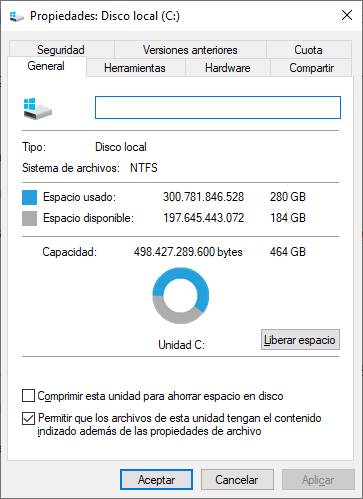 Propiedades: Disco local (C:)
Seguridad Versiones anteriores Cuota
General Herramientas Hardware Compartir
Tipo: Disco local
Sistema de archivos: NTFS
Espacio usado: 300.781.846.528 280 GB
Espacio disponible: 197.645.443.072 184 GB
Capacidad: 498.427.289.600 bytes 464 GB
Unidad C:
Liberar espacio
Comprimir esta unidad para ahorrar espacio en disco
Permitir que los archivos de esta unidad tengan el contenido
indizado además de las propiedades de archivo
Aceptar Cancelar Aplicar